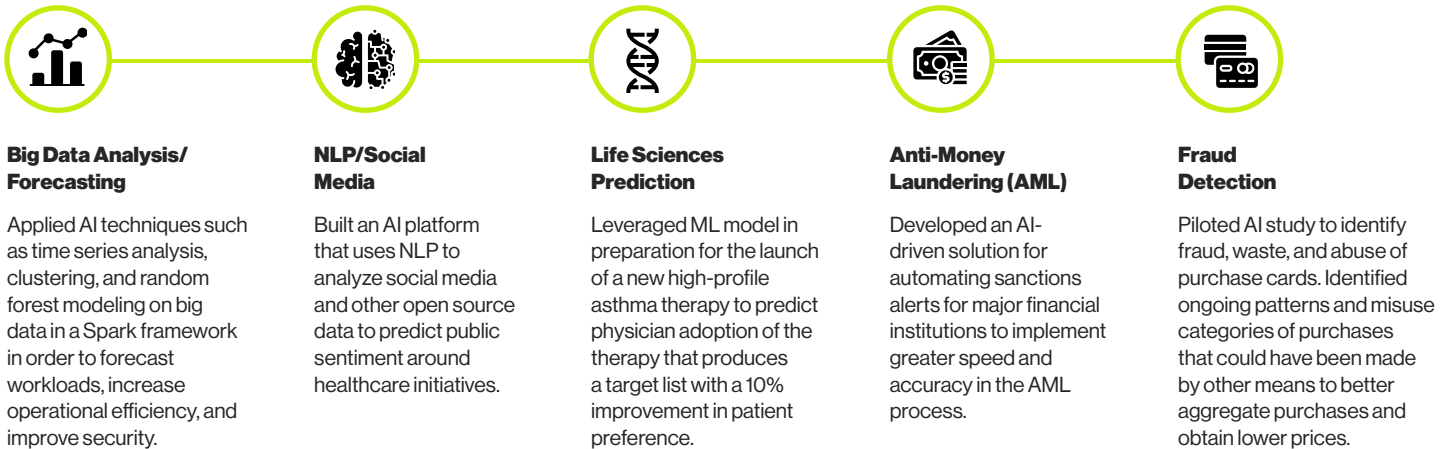 Big Data Analysis/
Forecasting
Applied AI techniques such
as time series analysis,
clustering, and random
forest modeling on big
data in a Spark framework
in order to forecast
workloads, increase
operational efficiency, and
improve security.
NLP/Social
Media
Built an AI platform
that uses NLP to
analyze social media
and other open source
data to predict public
sentiment around
healthcare initiatives.
Life Sciences
Prediction
Leveraged ML model in
preparation for the launch
of a new high-profile
asthma therapy to predict
physician adoption of the
therapy that produces
a target list with a 10%
improvement in patient
preference.
Anti-Money
Laundering (AML)
Developed an AI-
driven solution for
automating sanctions
alerts for major financial
institutions to implement
greater speed and
accuracy in the AML
process.
Fraud
Detection
Piloted AI study to identify
fraud, waste, and abuse of
purchase cards. Identified
ongoing patterns and misuse
categories of purchases
that could have been made
by other means to better
aggregate purchases and
obtain lower prices.